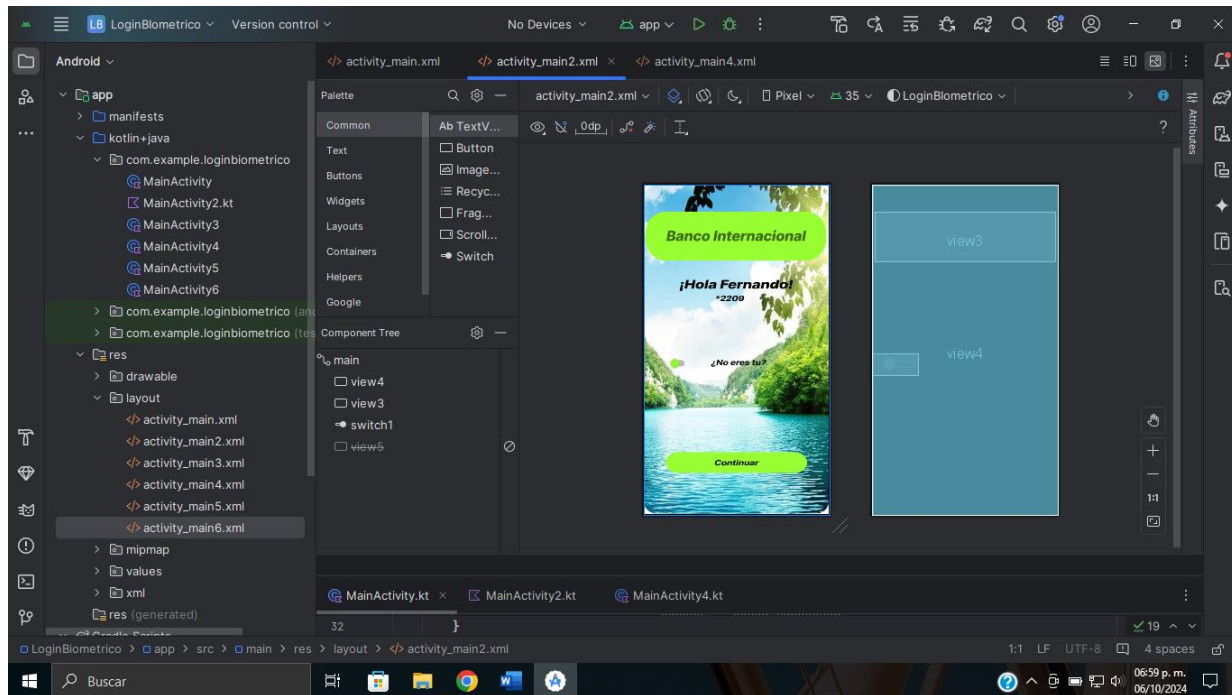 LB LoginBIometrico Version control No Devices app
Android
activity_main.xml activity_main2.xml activity_main4.xml
app
manifests
kotlin+java
com.example.loginbiometrico
MainActivity
MainActivity2.kt
MainActivity3
MainActivity4
MainActivity5
MainActivity6
com.example.loginbiometrico (and
com.example.loginbiometrico (tes
res
drawable
layout
activity_main.xml
activity_main2.xml
activity_main3.xml
activity_main4.xml
activity_main5.xml
activity_main6.xml
mipmap
values
xml
res (generated)
Gradle Scripts
Palette
Common
Text
Buttons
Widgets
Layouts
Containers
Helpers
Google
Ab TextV...
Button
Image...
Recyc...
Frag...
Scroll...
Switch
Component Tree
main
view4
view3
switch1
view5
activity_main2.xml Pixel 35 LoginBIometrico
0dp
?
Attributes
Banco Internacional
¡Hola Fernando!
*2209
¿No eres tu?
Continuar
view3
view4
1:1
MainActivity.kt MainActivity2.kt MainActivity4.kt
32 }
19
LoginBiometrico > app > src > main > res > layout > activity_main2.xml 1:1 LF UTF-8 4 spaces
Buscar
06:59 p. m.
06/10/2024